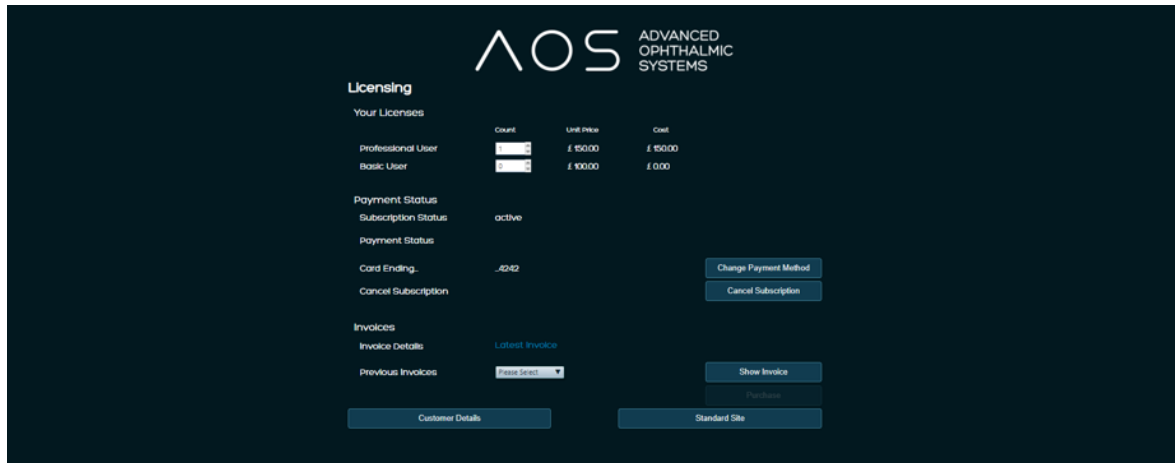 AOS ADVANCED
OPHTHALMIC
SYSTEMS
Licensing
Your Licenses
Count Unit Price Cost
Professional User 1 £ 150.00 £ 150.00
Basic User 0 £ 100.00 £ 0.00
Payment Status
Subscription Status active
Payment Status
Card Ending.. ..4242 Change Payment Method
Cancel Subscription Cancel Subscription
Invoices
Invoice Details Latest Invoice
Previous Invoices Please Select Show Invoice
Purchase
Customer Details Standard Site